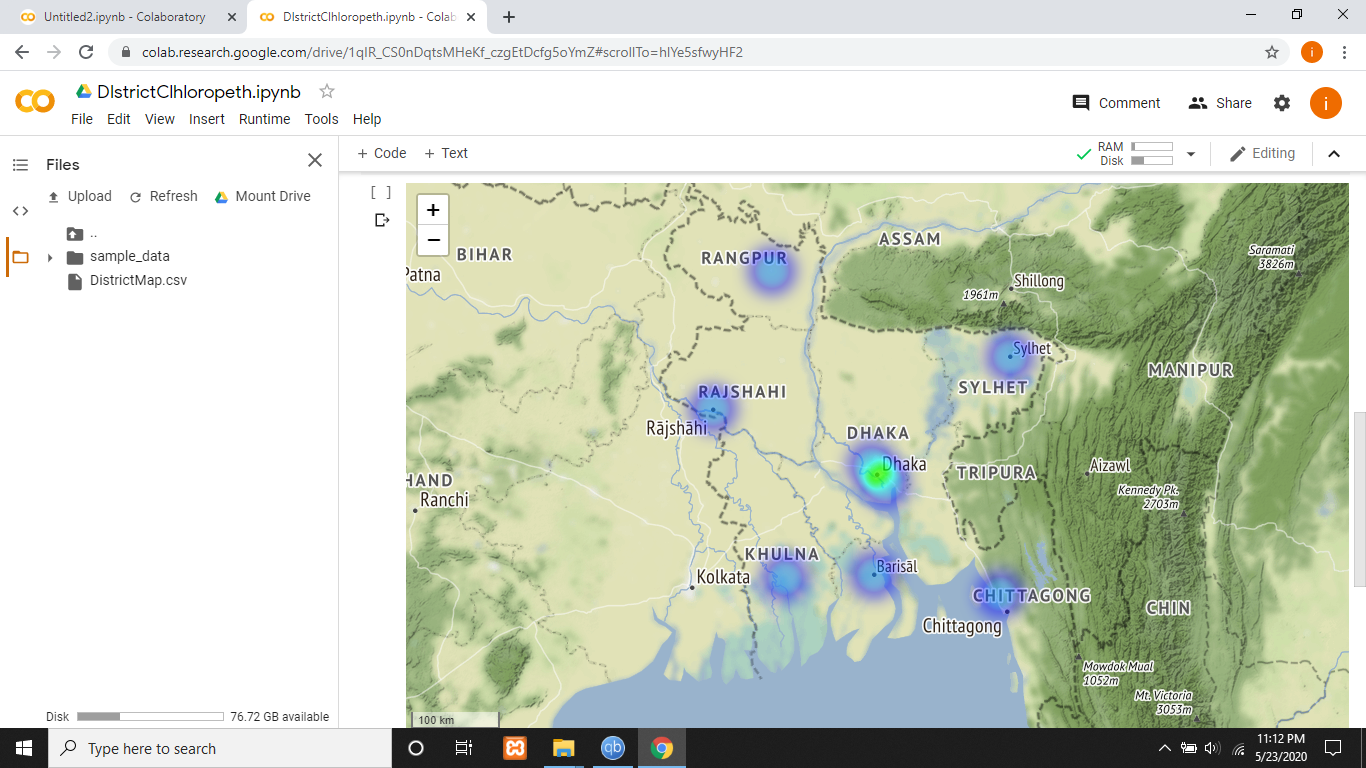 Untitled2.ipynb - Colaboratory
DIstrictClhloropeth.ipynb - Colab
colab.research.google.com/drive/1qIR_CS0nDqtsMHeKf_czgEtDcfg5oYmZ#scrollTo=hlYe5sfwyHF2
i
DIstrictClhloropeth.ipynb
File Edit View Insert Runtime Tools Help
Comment Share i
Files
+ Code + Text
RAM
Disk
Editing
Upload Refresh Mount Drive
..
sample_data
DistrictMap.csv
[ ]
+
−
BIHAR
Patna
RANGPUR
ASSAM
Saramati
3826m
Shillong
1961m
Sylhet
SYLHET
MANIPUR
RAJSHAHI
Rājshāhi
DHAKA
Dhaka
TRIPURA
Aizawl
HAND
Ranchi
Kennedy Pk.
2703m
KHULNA
Kolkata
Barisāl
CHITTAGONG
Chittagong
CHIN
Mowdok Mual
1052m
Mt. Victoria
3053m
100 km
Disk 76.72 GB available
Type here to search
qb
11:12 PM
5/23/2020